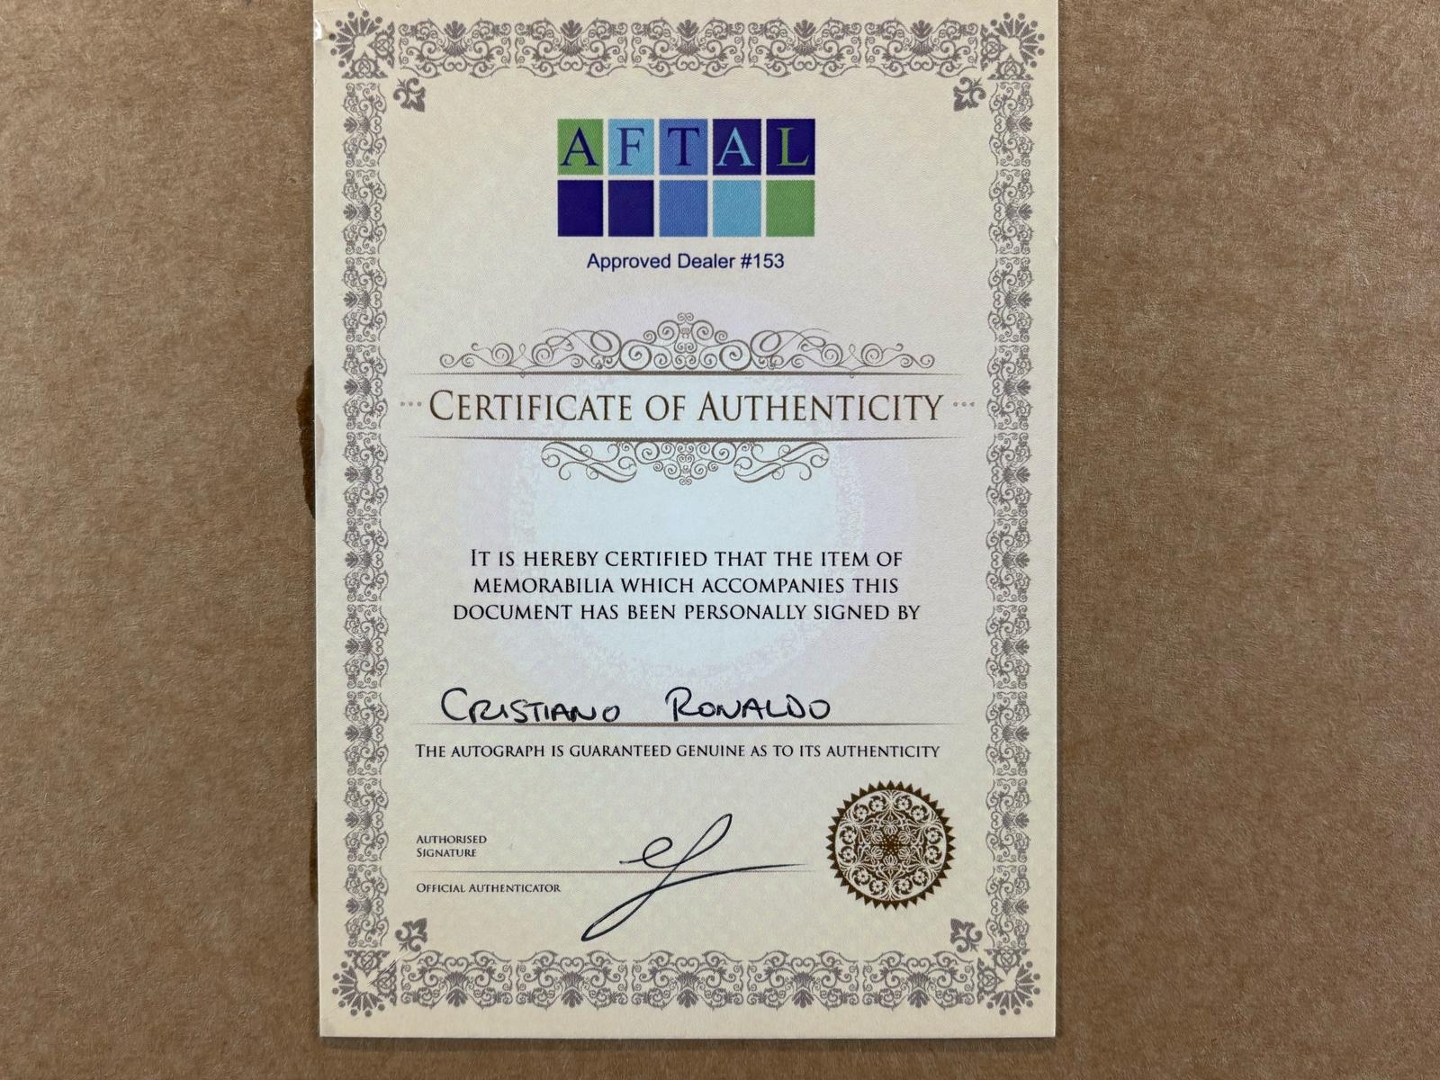 AFTAL
Approved Dealer #153
CERTIFICATE OF AUTHENTICITY
IT IS HEREBY CERTIFIED THAT THE ITEM OF
MEMORABILIA WHICH ACCOMPANIES THIS
DOCUMENT HAS BEEN PERSONALLY SIGNED BY
CRISTIANO RONALDO
THE AUTOGRAPH IS GUARANTEED GENUINE AS TO ITS AUTHENTICITY
AUTHORISED
SIGNATURE
OFFICIAL AUTHENTICATOR